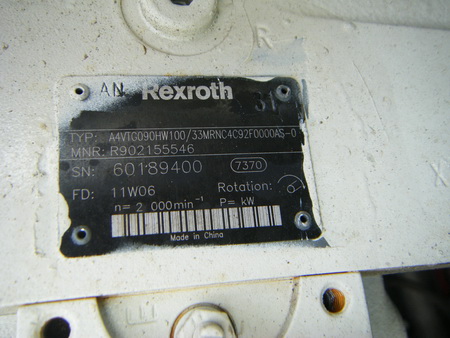 AN Rexroth 31
TYP: A4VTG090HW100/33MRNC4C92F0000AS-0
MNR: R902155546
SN: 60189400 7370
FD: 11W06 Rotation:
n= 2 000min⁻¹ P= kW
Made in China
R
X